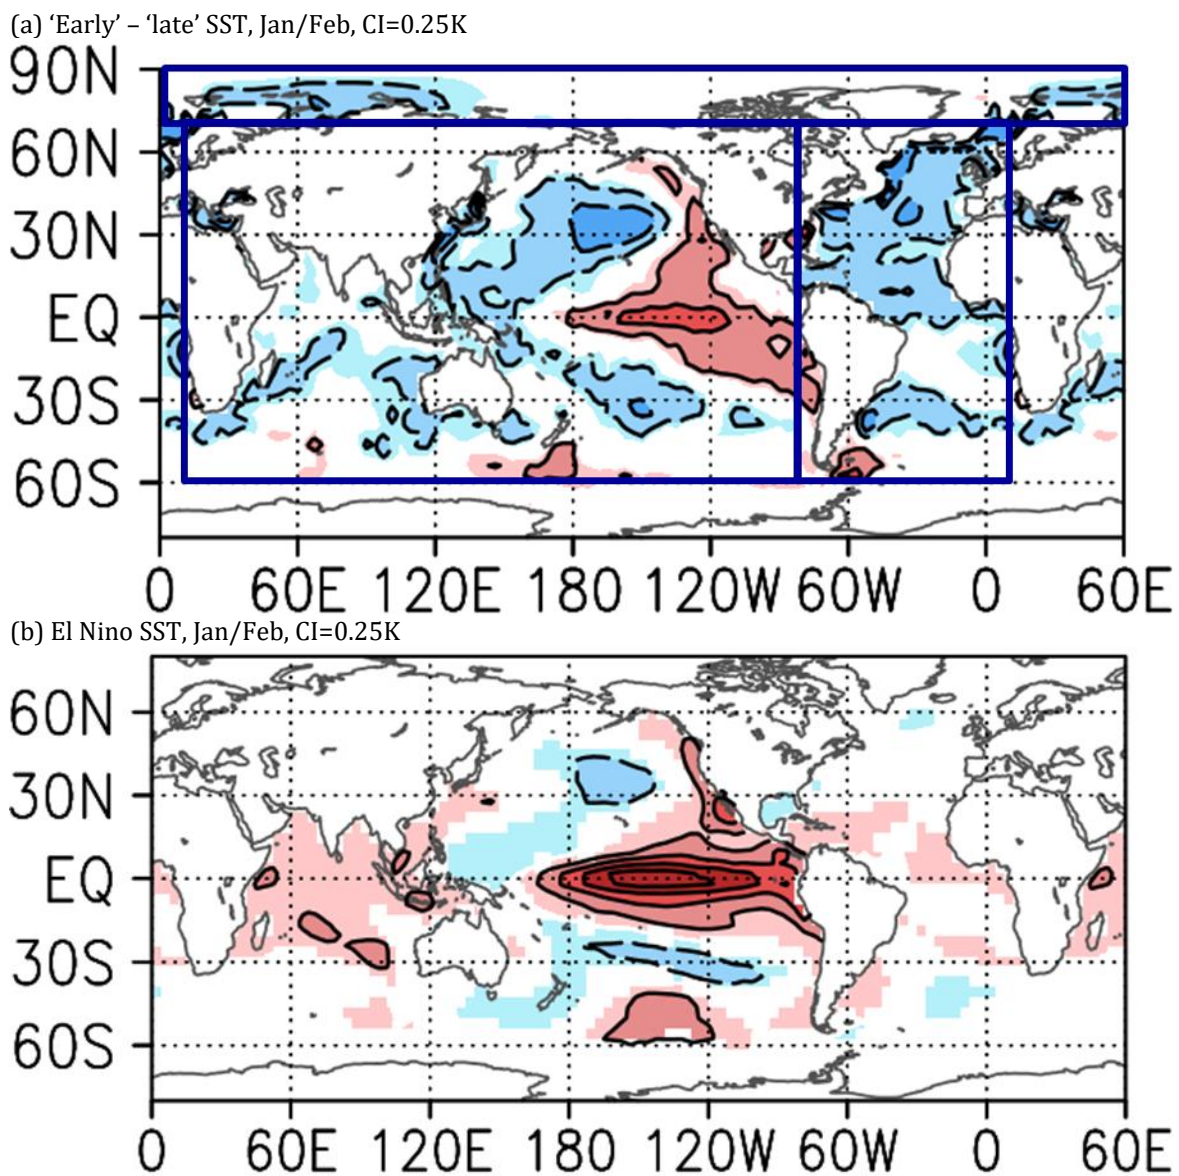 (a) ‘Early’ – ‘late’ SST, Jan/Feb, CI=0.25K
90N
60N
30N
EQ
30S
60S
0 60E 120E 180 120W 60W 0 60E
(b) El Nino SST, Jan/Feb, CI=0.25K
60N
30N
EQ
30S
60S
0 60E 120E 180 120W 60W 0 60E